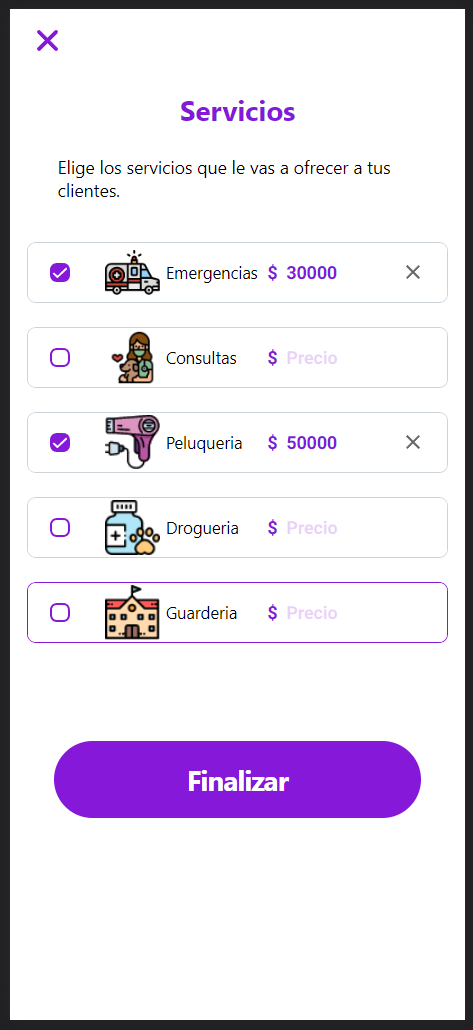 Servicios
Elige los servicios que le vas a ofrecer a tus
clientes.
Emergencias $ 30000
Consultas $ Precio
Peluqueria $ 50000
Drogueria $ Precio
Guarderia $ Precio
Finalizar